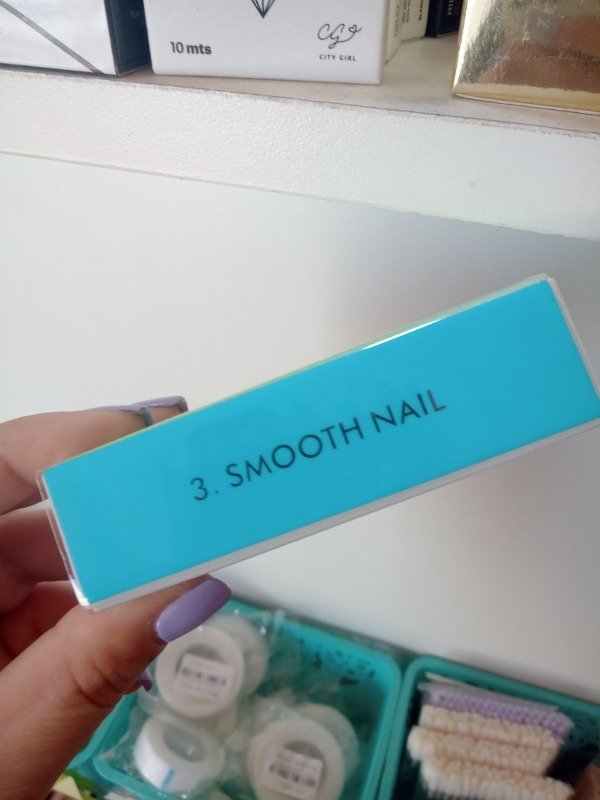 10 mts
CG
CITY GIRL
3. SMOOTH NAIL